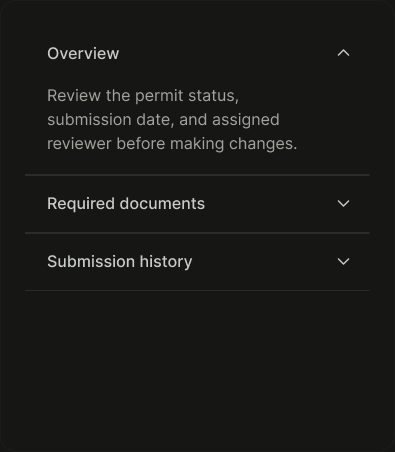 Overview
Review the permit status,
submission date, and assigned
reviewer before making changes.
Required documents
Submission history